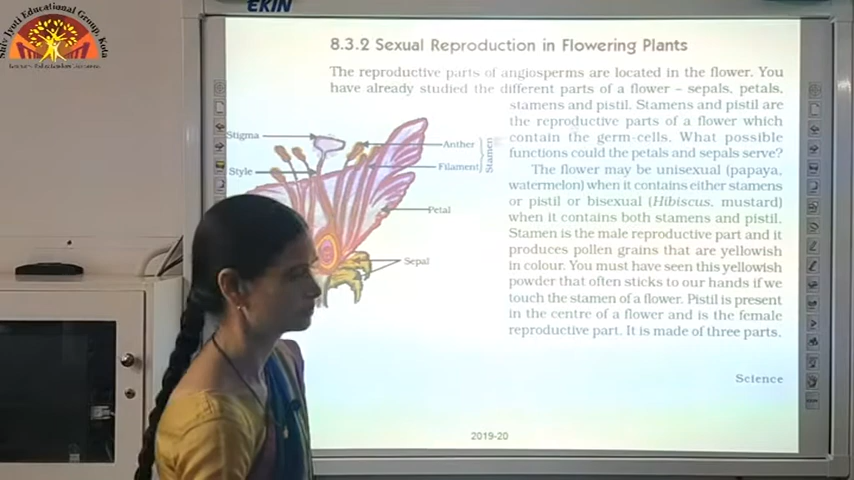 Shiv Jyoti Educational Group, Kota
EKIN
8.3.2 Sexual Reproduction in Flowering Plants
The reproductive parts of angiosperms are located in the flower. You
have already studied the different parts of a flower – sepals, petals,
stamens and pistil. Stamens and pistil are
the reproductive parts of a flower which
contain the germ-cells. What possible
functions could the petals and sepals serve?
The flower may be unisexual (papaya,
watermelon) when it contains either stamens
or pistil or bisexual (Hibiscus, mustard)
when it contains both stamens and pistil.
Stamen is the male reproductive part and it
produces pollen grains that are yellowish
in colour. You must have seen this yellowish
powder that often sticks to our hands if we
touch the stamen of a flower. Pistil is present
in the centre of a flower and is the female
reproductive part. It is made of three parts.
Stigma
Style
Anther
Filament
Stamen
Petal
Sepal
Science
2019-20